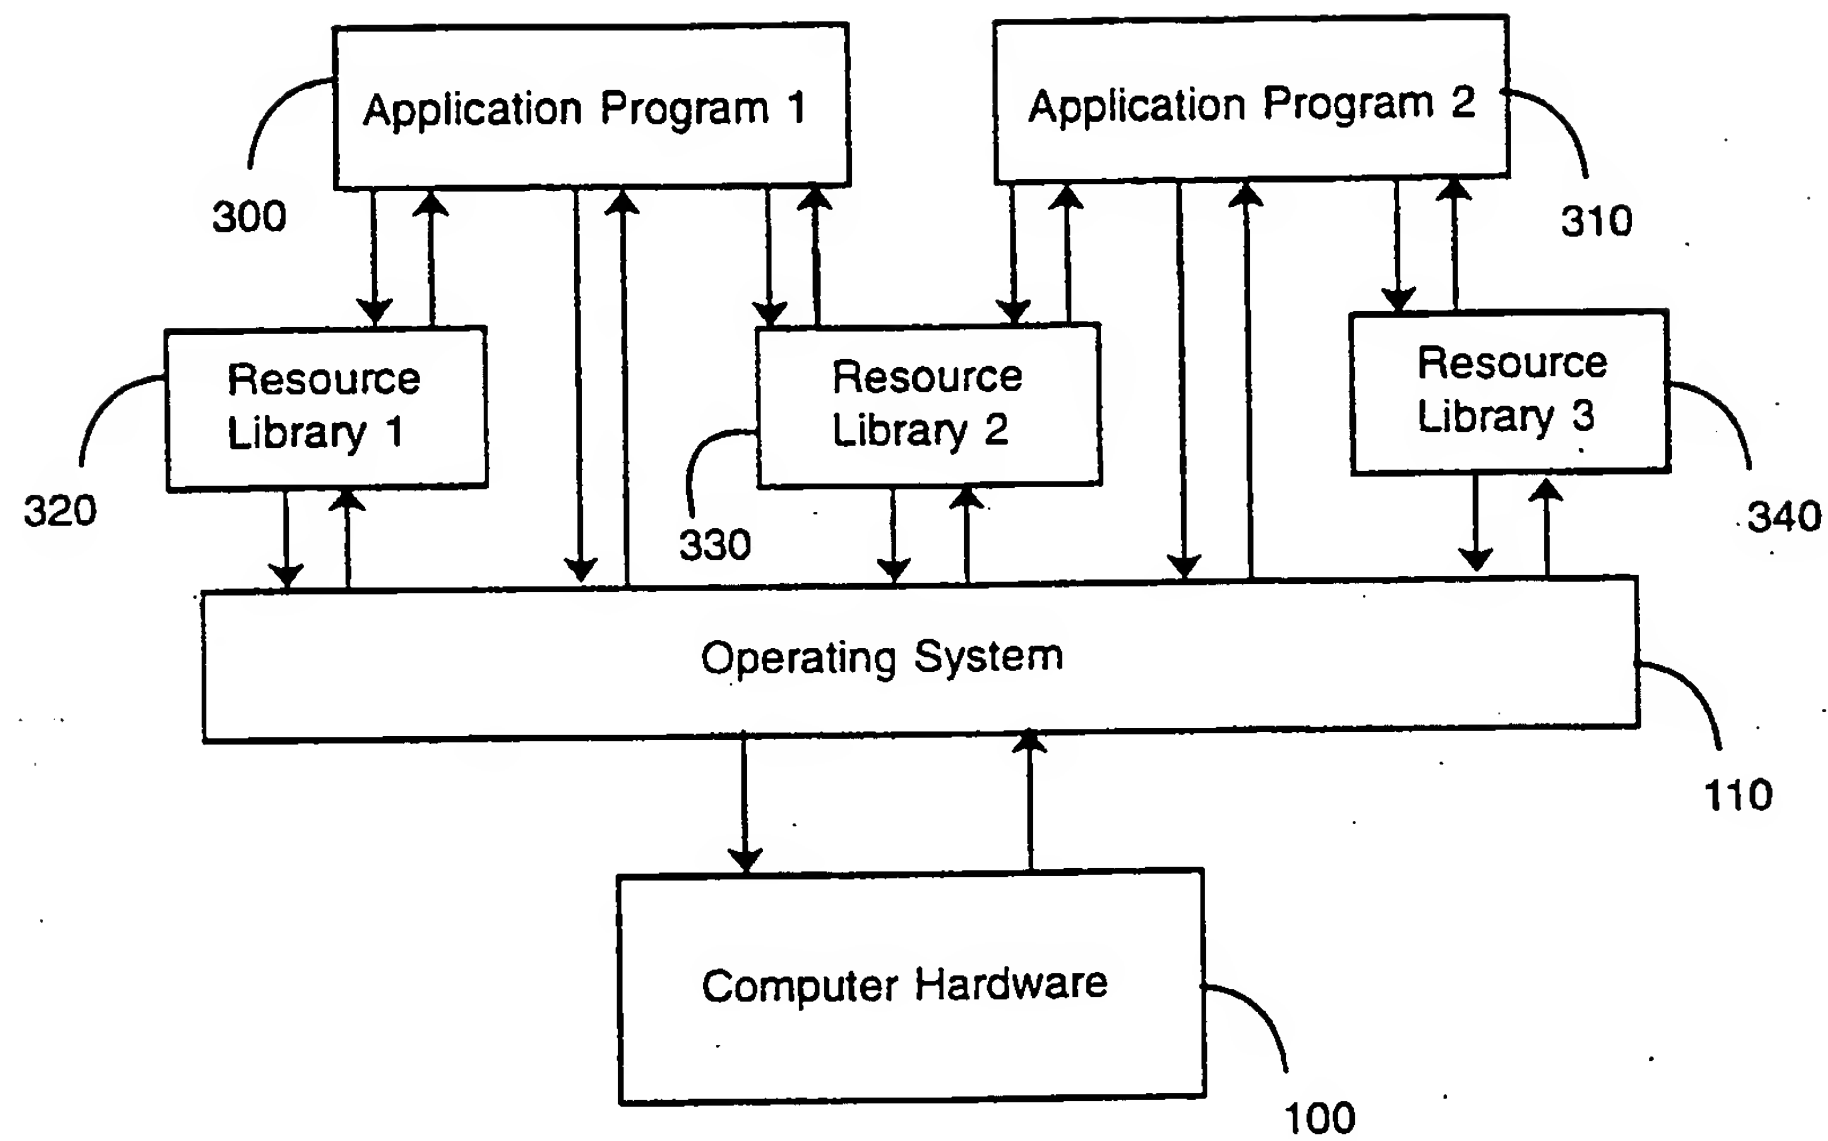 Application Program 1
Application Program 2
300
310
Resource
Library 1
Resource
Library 2
Resource
Library 3
320
330
340
Operating System
110
Computer Hardware
100